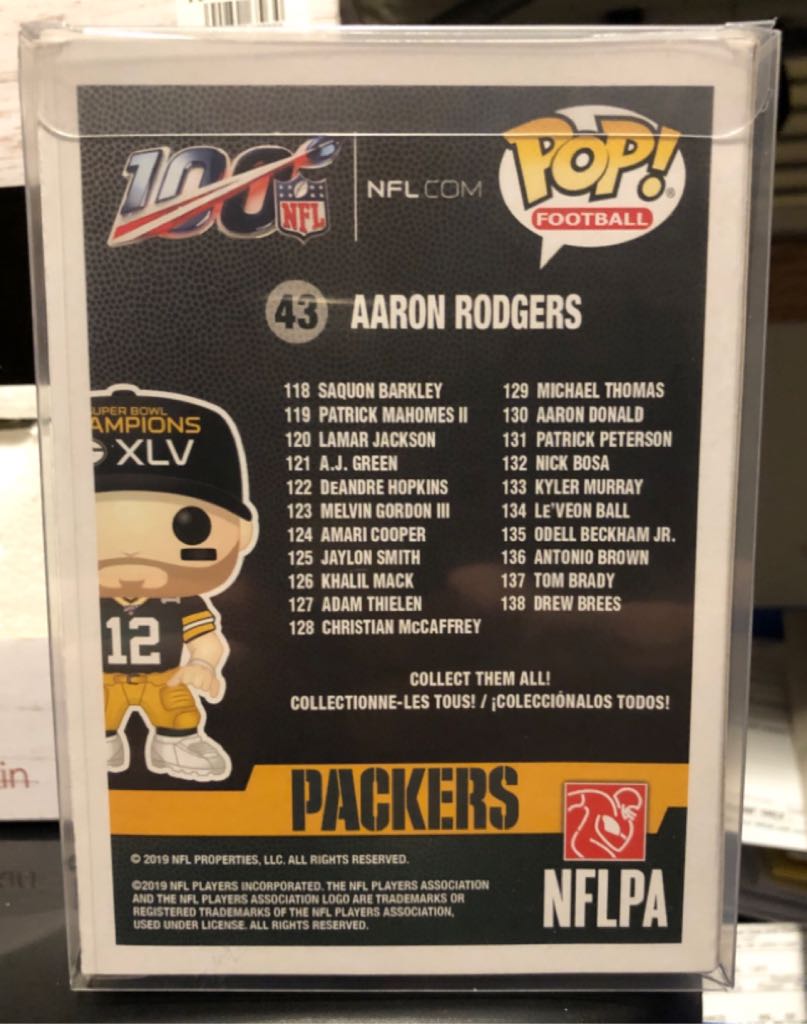 100
NFL
NFL.COM
POP!
FOOTBALL
43 AARON RODGERS
118 SAQUON BARKLEY
119 PATRICK MAHOMES II
120 LAMAR JACKSON
121 A.J. GREEN
122 DeANDRE HOPKINS
123 MELVIN GORDON III
124 AMARI COOPER
125 JAYLON SMITH
126 KHALIL MACK
127 ADAM THIELEN
128 CHRISTIAN McCAFFREY
129 MICHAEL THOMAS
130 AARON DONALD
131 PATRICK PETERSON
132 NICK BOSA
133 KYLER MURRAY
134 LE'VEON BALL
135 ODELL BECKHAM JR.
136 ANTONIO BROWN
137 TOM BRADY
138 DREW BREES
UPER BOWL
AMPIONS
XLV
12
COLLECT THEM ALL!
COLLECTIONNE-LES TOUS! / ¡COLECCIÓNALOS TODOS!
PACKERS
© 2019 NFL PROPERTIES, LLC. ALL RIGHTS RESERVED.
©2019 NFL PLAYERS INCORPORATED. THE NFL PLAYERS ASSOCIATION
AND THE NFL PLAYERS ASSOCIATION LOGO ARE TRADEMARKS OR
REGISTERED TRADEMARKS OF THE NFL PLAYERS ASSOCIATION,
USED UNDER LICENSE. ALL RIGHTS RESERVED.
NFLPA
in